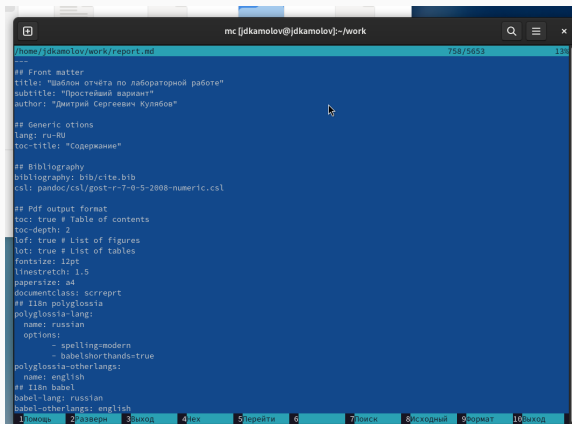 mc [jdkamolov@jdkamolov]:~/work
/home/jdkamolov/work/report.md 758/5653 13%
---
## Front matter
title: "Шаблон отчёта по лабораторной работе"
subtitle: "Простейший вариант"
author: "Дмитрий Сергеевич Кулябов"
## Generic otions
lang: ru-RU
toc-title: "Содержание"
## Bibliography
bibliography: bib/cite.bib
csl: pandoc/csl/gost-r-7-0-5-2008-numeric.csl
## Pdf output format
toc: true # Table of contents
toc-depth: 2
lof: true # List of figures
lot: true # List of tables
fontsize: 12pt
linestretch: 1.5
papersize: a4
documentclass: scrreprt
## I18n polyglossia
polyglossia-lang:
  name: russian
  options:
	- spelling=modern
	- babelshorthands=true
polyglossia-otherlangs:
  name: english
## I18n babel
babel-lang: russian
babel-otherlangs: english
1Помощь 2Разверн 3Выход 4Hex 5Перейти 6 7Поиск 8Исходный 9Формат 10Выход